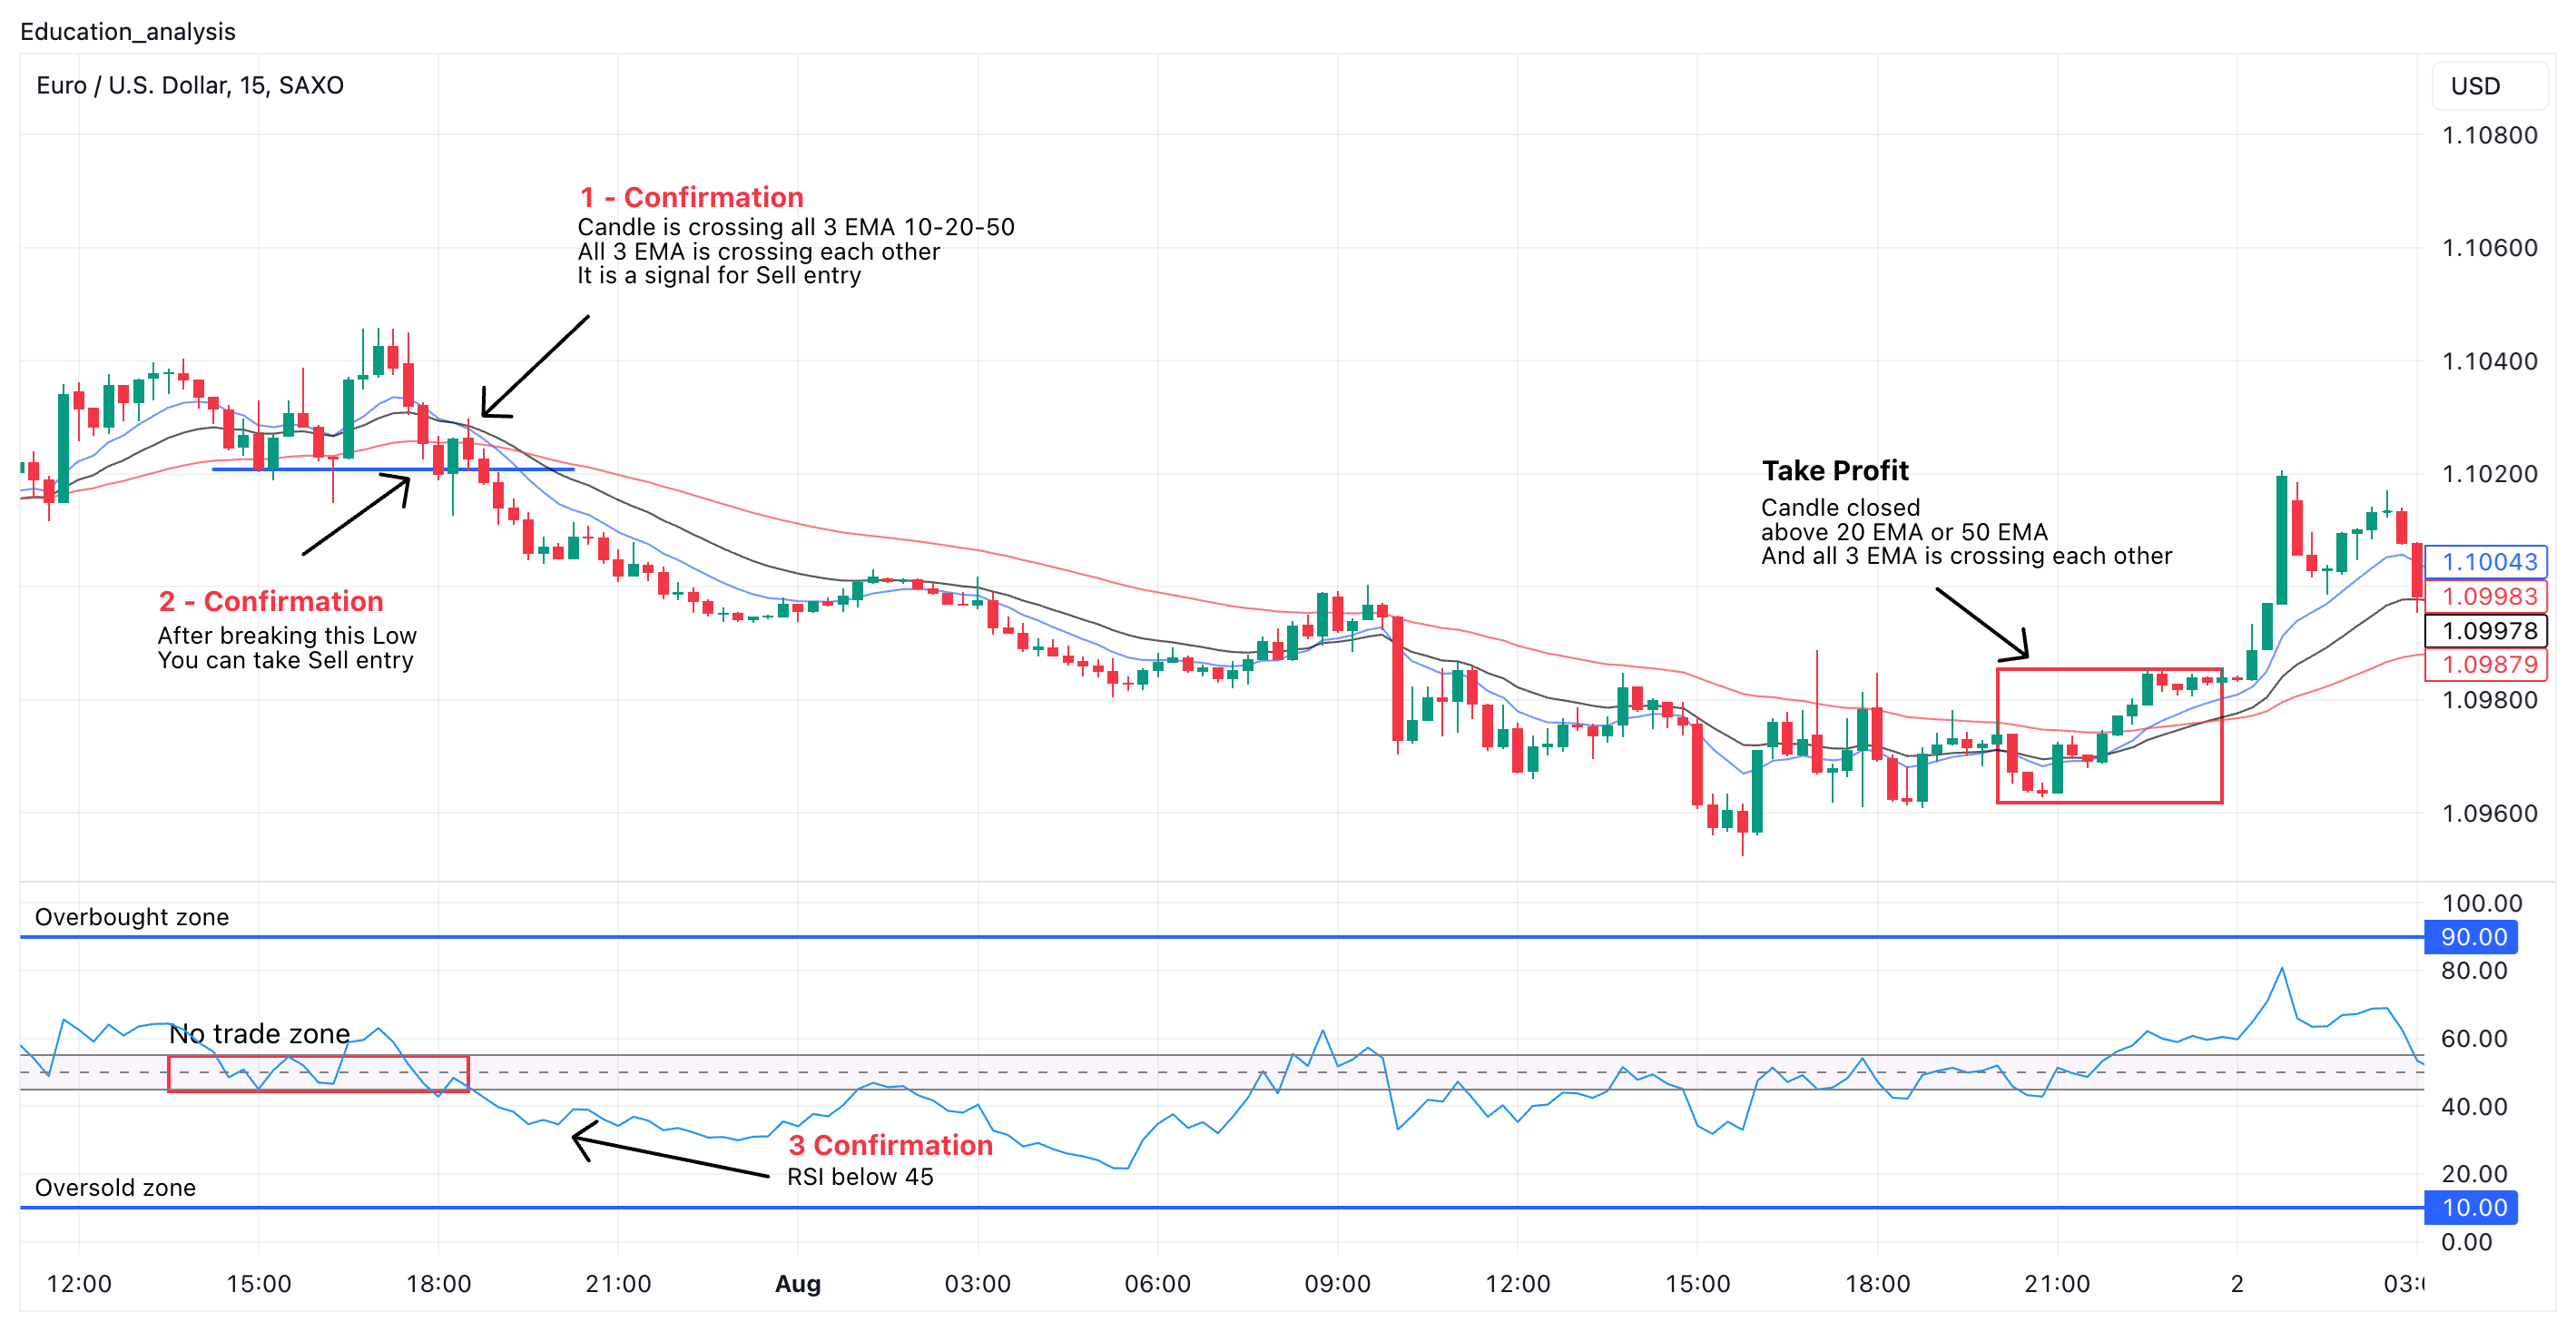 Education_analysis
Euro / U.S. Dollar, 15, SAXO
USD
1.10800
1 - Confirmation
Candle is crossing all 3 EMA 10-20-50
All 3 EMA is crossing each other
It is a signal for Sell entry
1.10600
1.10400
1.10200
Take Profit
Candle closed
above 20 EMA or 50 EMA
And all 3 EMA is crossing each other
2 - Confirmation
After breaking this Low
You can take Sell entry
1.10043
1.09983
1.09978
1.09879
1.09800
1.09600
Overbought zone
100.00
90.00
80.00
No trade zone
60.00
40.00
3 Confirmation
RSI below 45
20.00
Oversold zone
10.00
0.00
12:00 15:00 18:00 21:00 Aug 03:00 06:00 09:00 12:00 15:00 18:00 21:00 2 03: